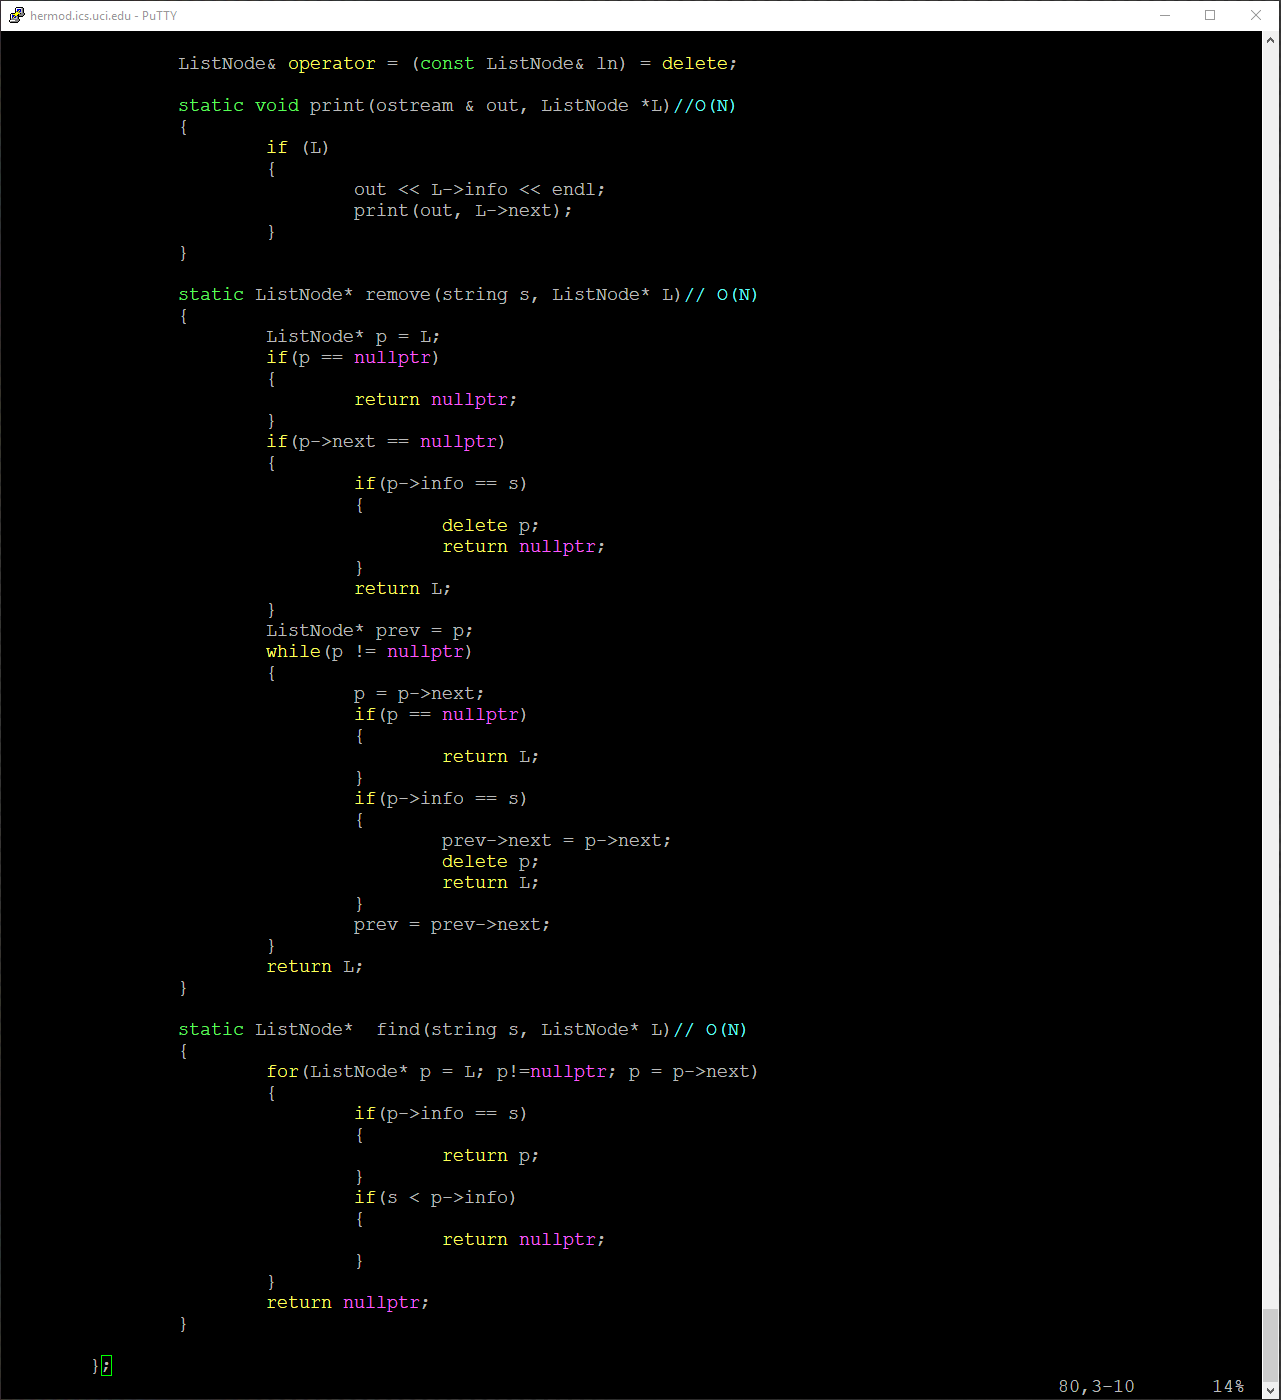 hermod.ics.uci.edu - PuTTY
ListNode& operator = (const ListNode& ln) = delete;
static void print(ostream & out, ListNode *L)//O(N)
{
if (L)
{
out << L->info << endl;
print(out, L->next);
}
}
static ListNode* remove(string s, ListNode* L)// O(N)
{
ListNode* p = L;
if(p == nullptr)
{
return nullptr;
}
if(p->next == nullptr)
{
if(p->info == s)
{
delete p;
return nullptr;
}
return L;
}
ListNode* prev = p;
while(p != nullptr)
{
p = p->next;
if(p == nullptr)
{
return L;
}
if(p->info == s)
{
prev->next = p->next;
delete p;
return L;
}
prev = prev->next;
}
return L;
}
static ListNode*  find(string s, ListNode* L)// O(N)
{
for(ListNode* p = L; p!=nullptr; p = p->next)
{
if(p->info == s)
{
return p;
}
if(s < p->info)
{
return nullptr;
}
}
return nullptr;
}
};
80,3-10 14%